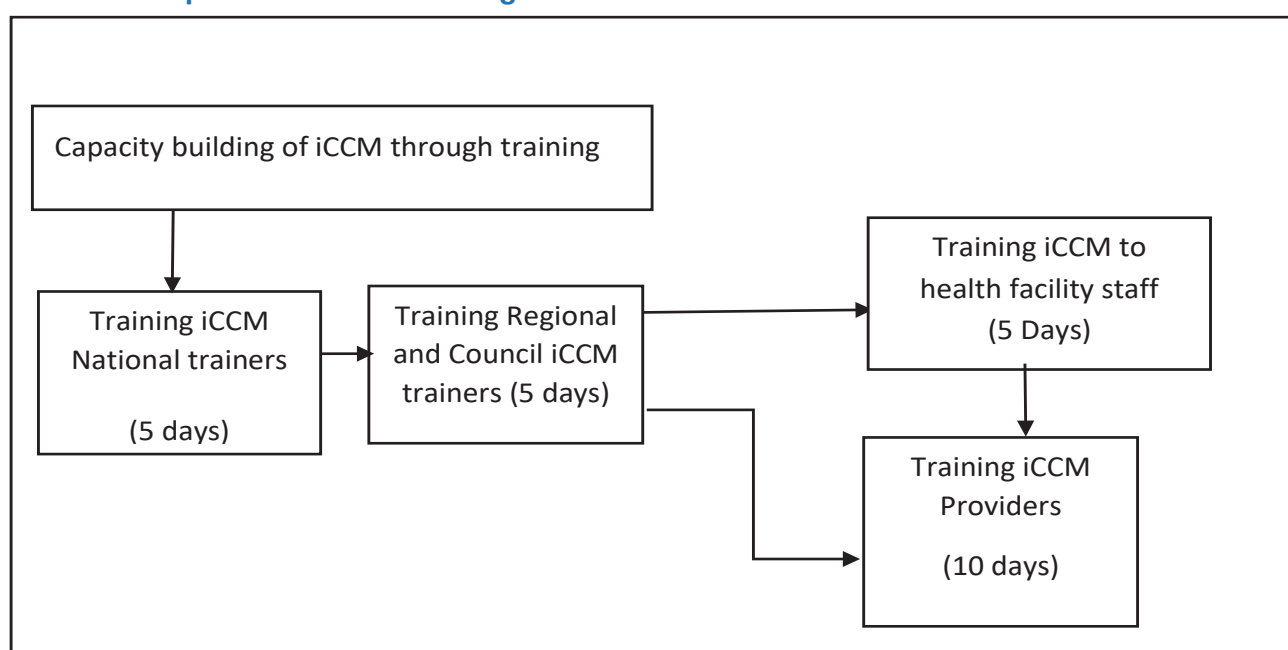 Capacity building of iCCM through training
Training iCCM
National trainers
(5 days)
Training Regional
and Council iCCM
trainers (5 days)
Training iCCM to
health facility staff
(5 Days)
Training iCCM
Providers
(10 days)